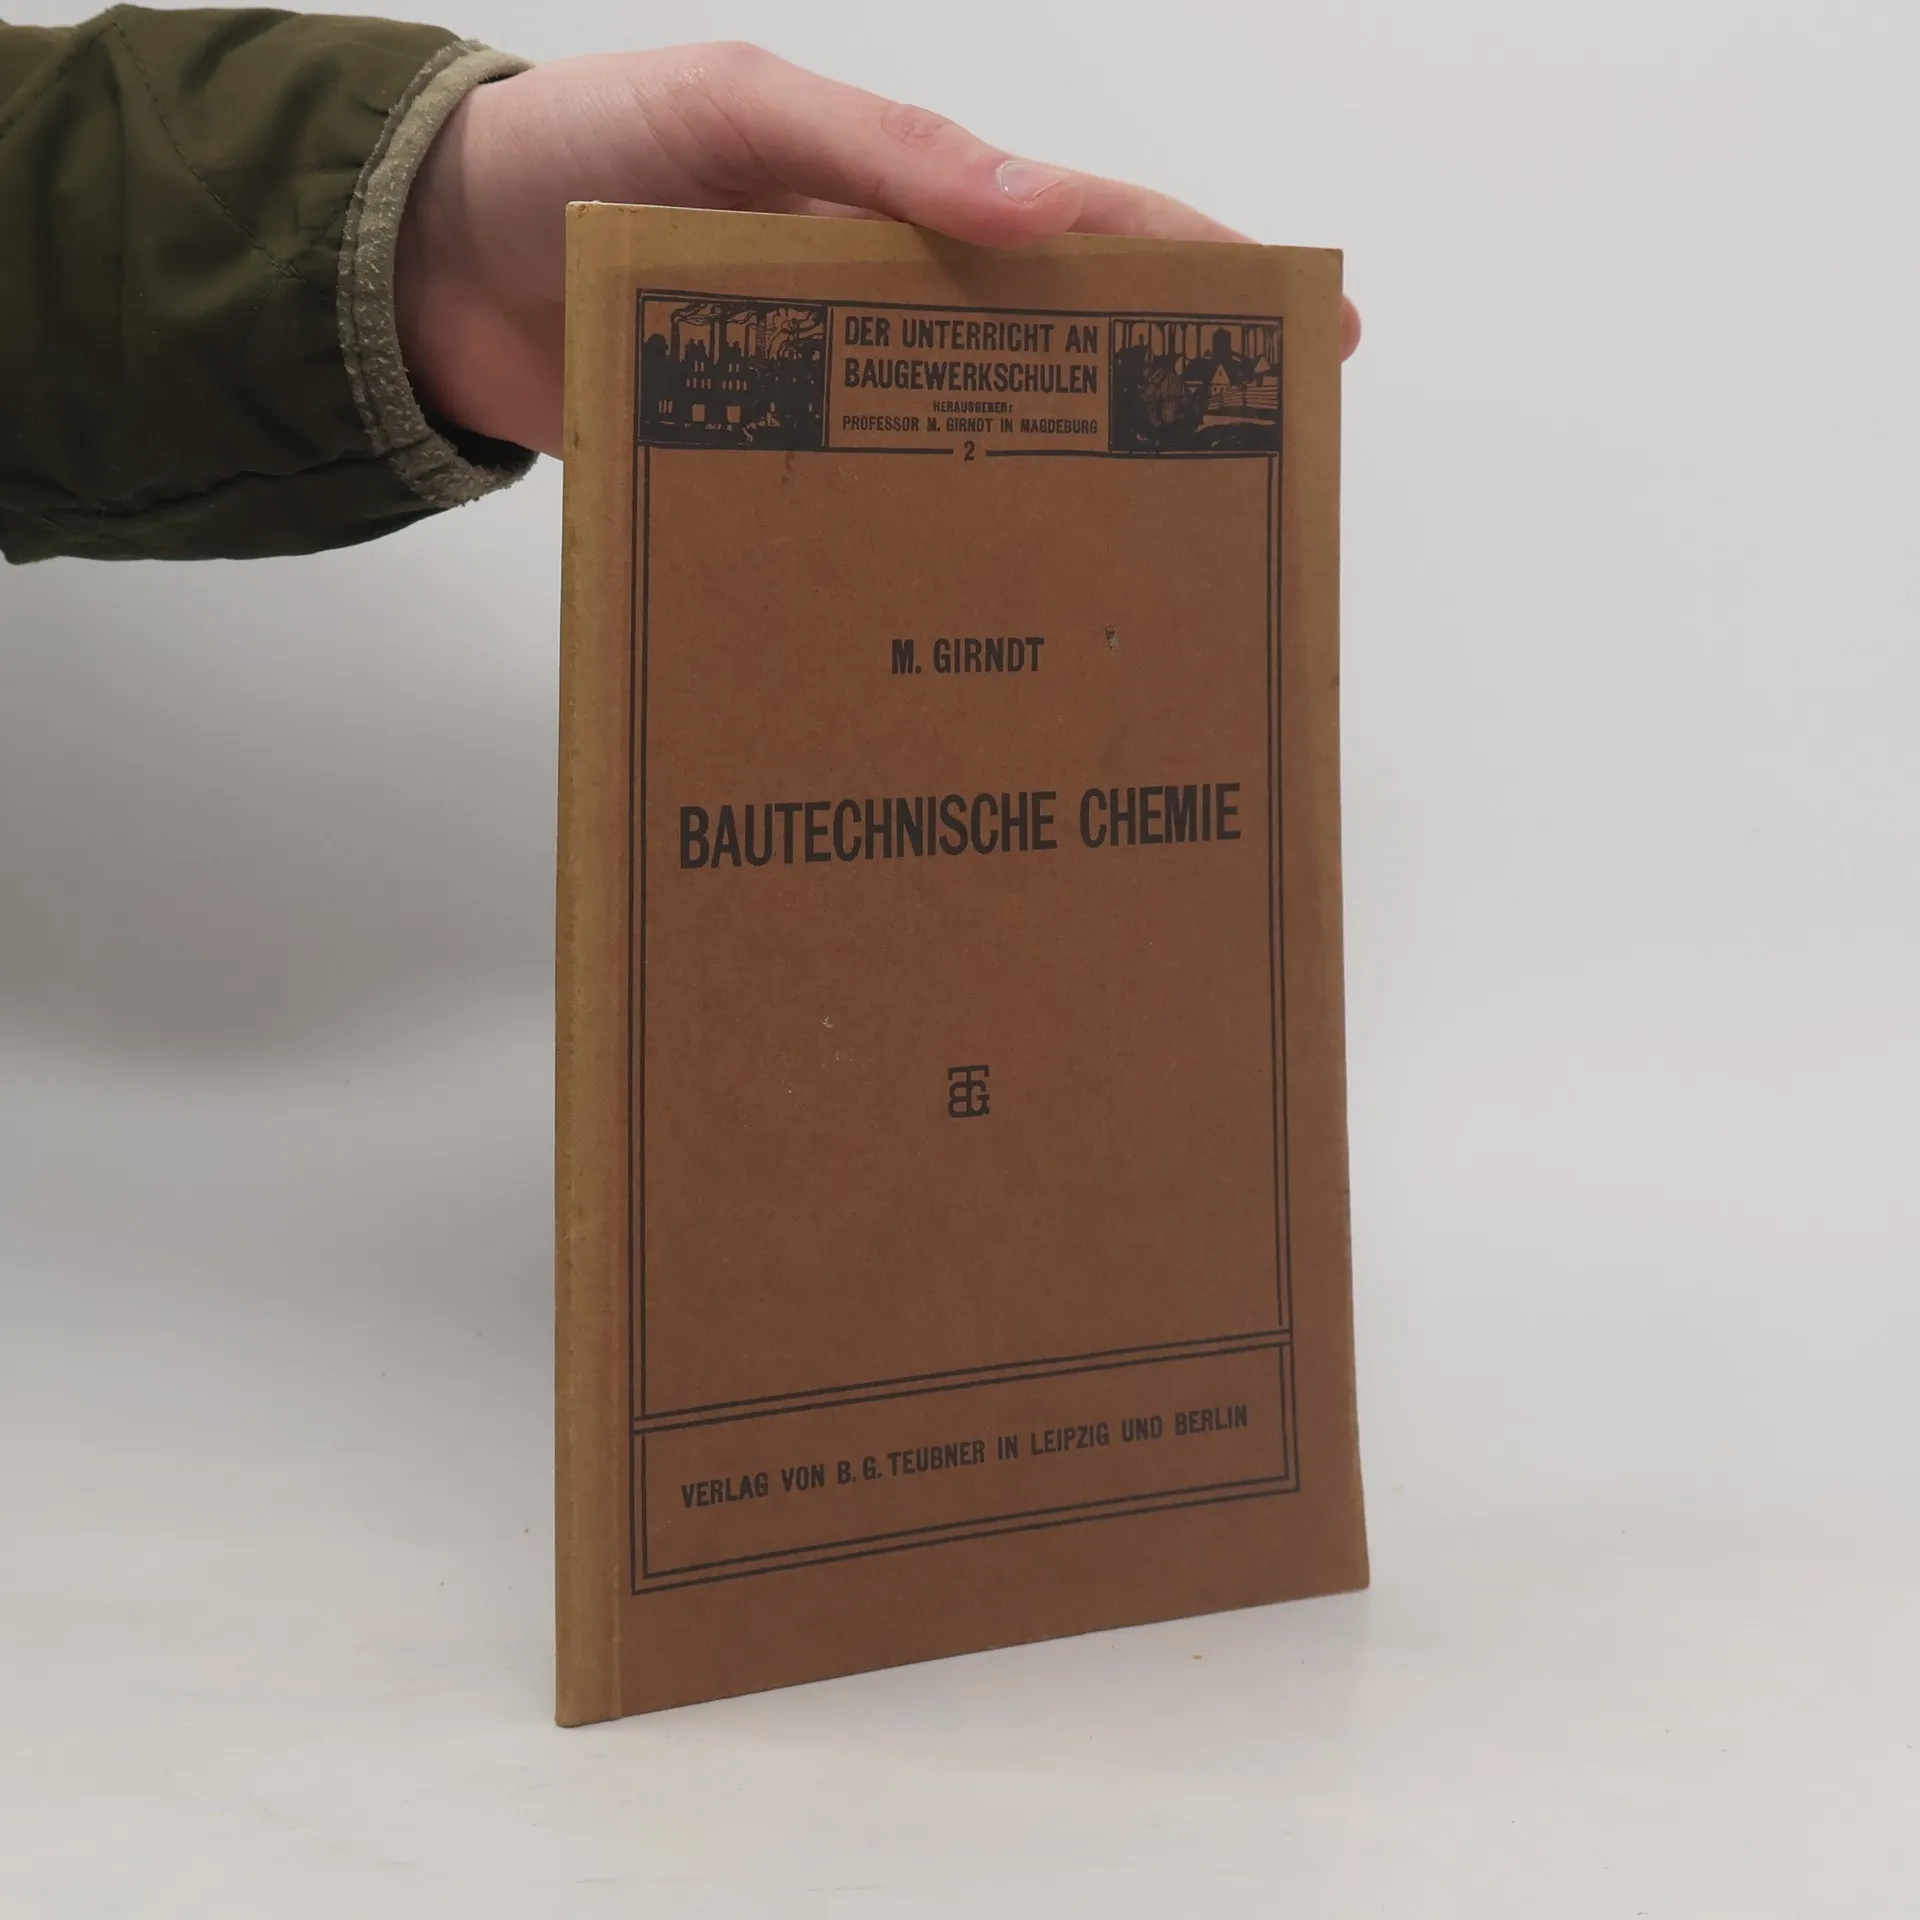 DER UNTERRICHT AN
BAUGEWERKSCHULEN
HERAUSGEBER:
PROFESSOR M. GIRNDT IN MAGDEBURG
2
M. GIRNDT
BAUTECHNISCHE CHEMIE
BTG
VERLAG VON B. G. TEUBNER IN LEIPZIG UND BERLIN